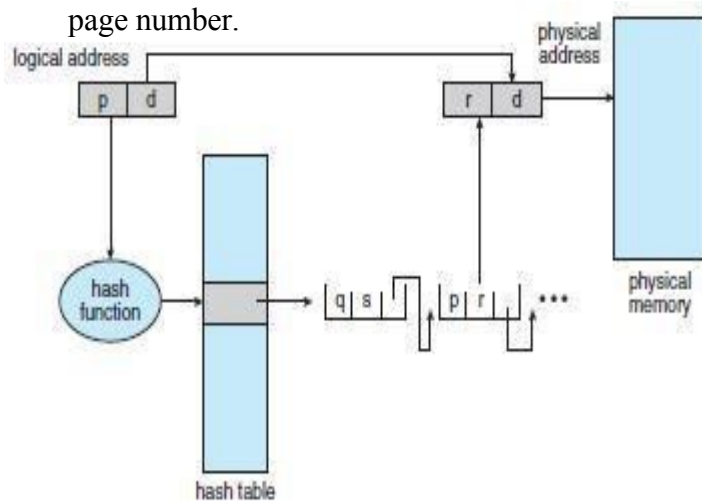 page number.
logical address
physical
address
p d
r d
hash
function
q s
p r
•••
physical
memory
hash table